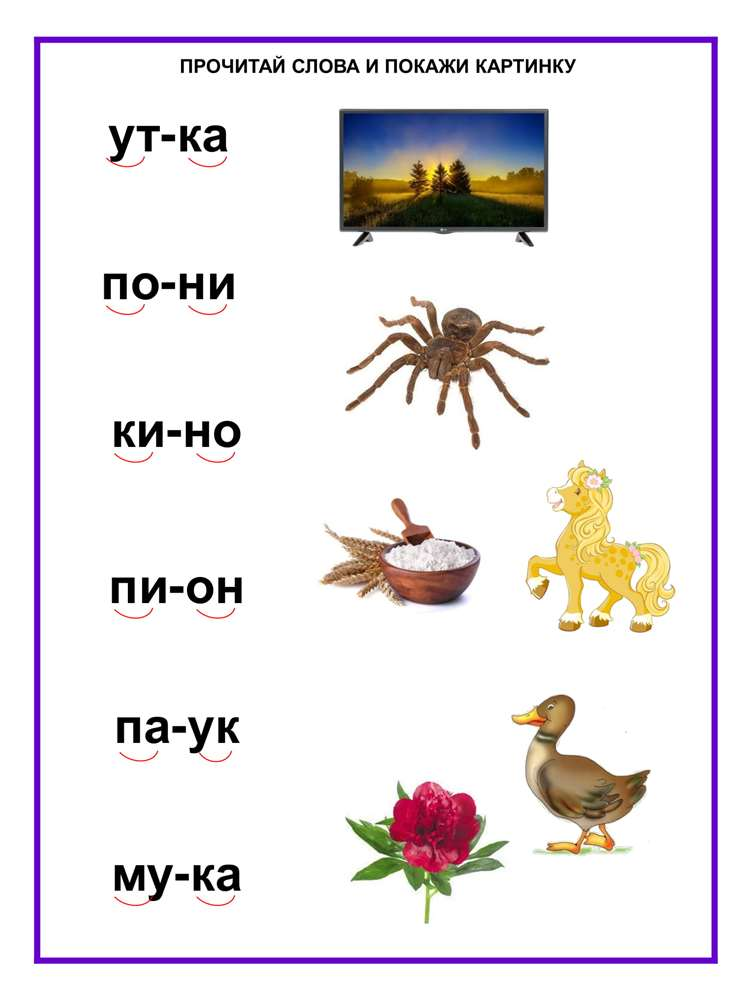 ПРОЧИТАЙ СЛОВА И ПОКАЖИ КАРТИНКУ
ут-ка
по-ни
ки-но
пи-он
па-ук
му-ка